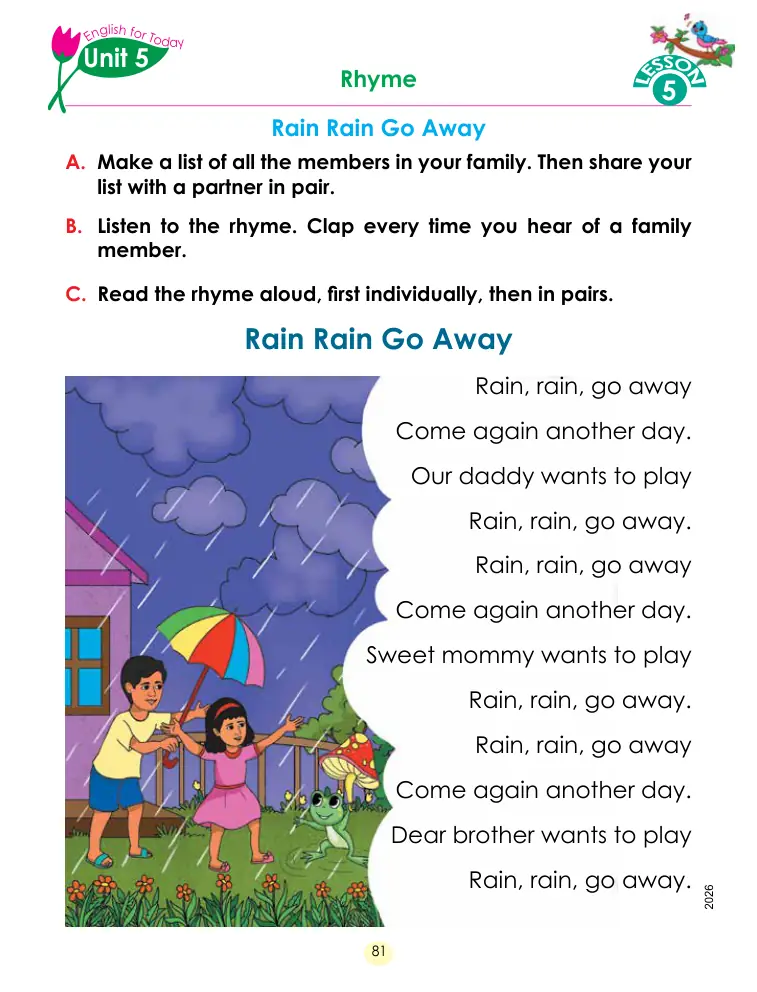 English for Today
Unit 5
Rhyme
LESSON
5
Rain Rain Go Away
A. Make a list of all the members in your family. Then share your
list with a partner in pair.
B. Listen to the rhyme. Clap every time you hear of a family
member.
C. Read the rhyme aloud, first individually, then in pairs.
Rain Rain Go Away
Rain, rain, go away
Come again another day.
Our daddy wants to play
Rain, rain, go away.
Rain, rain, go away
Come again another day.
Sweet mommy wants to play
Rain, rain, go away.
Rain, rain, go away
Come again another day.
Dear brother wants to play
Rain, rain, go away.
2026
81